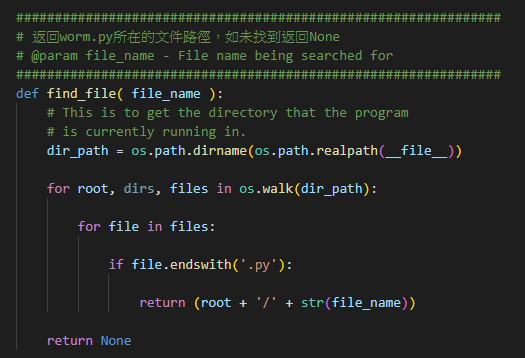 ###############################################################
# 返回worm.py所在的文件路徑，如未找到返回None
# @param file_name - File name being searched for
###############################################################
def find_file( file_name ):
    # This is to get the directory that the program
    # is currently running in.
    dir_path = os.path.dirname(os.path.realpath(__file__))
    for root, dirs, files in os.walk(dir_path):
        for file in files:
            if file.endswith('.py'):
                return (root + '/' + str(file_name))
    return None